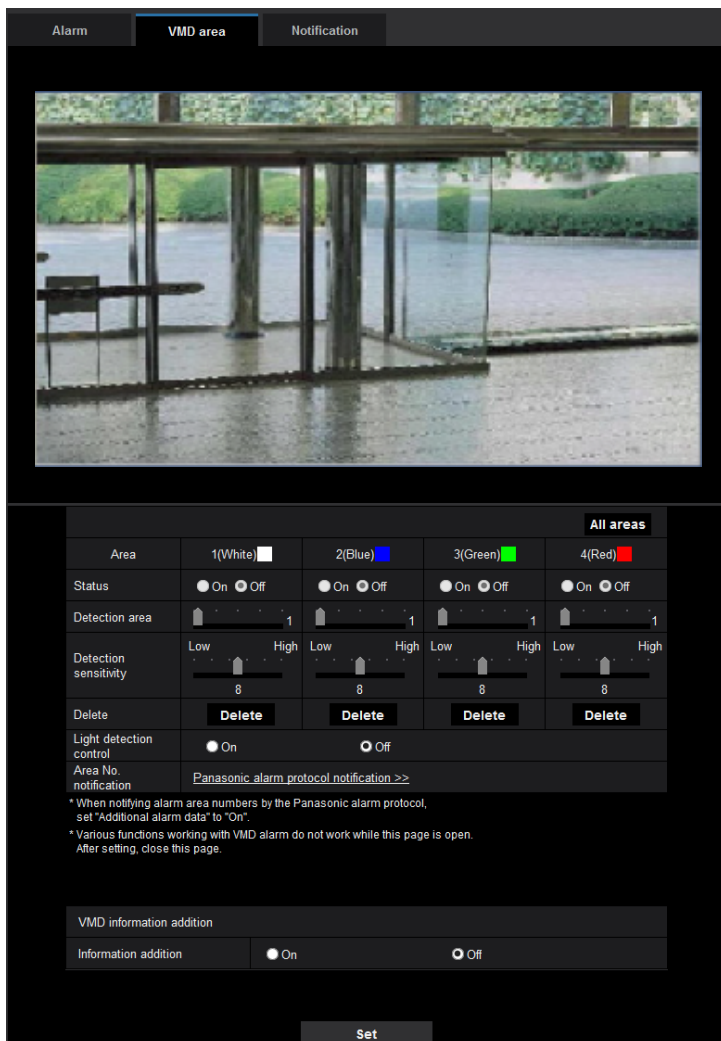 Alarm VMD area Notification
All areas
Area 1(White) 2(Blue) 3(Green) 4(Red)
Status On Off On Off On Off On Off
Detection area 1 1 1 1
Detection sensitivity Low High Low High Low High Low High
8 8 8 8
Delete Delete Delete Delete Delete
Light detection control On Off
Area No. notification Panasonic alarm protocol notification >>
* When notifying alarm area numbers by the Panasonic alarm protocol,
set "Additional alarm data" to "On".
* Various functions working with VMD alarm do not work while this page is open.
After setting, close this page.
VMD information addition
Information addition On Off
Set